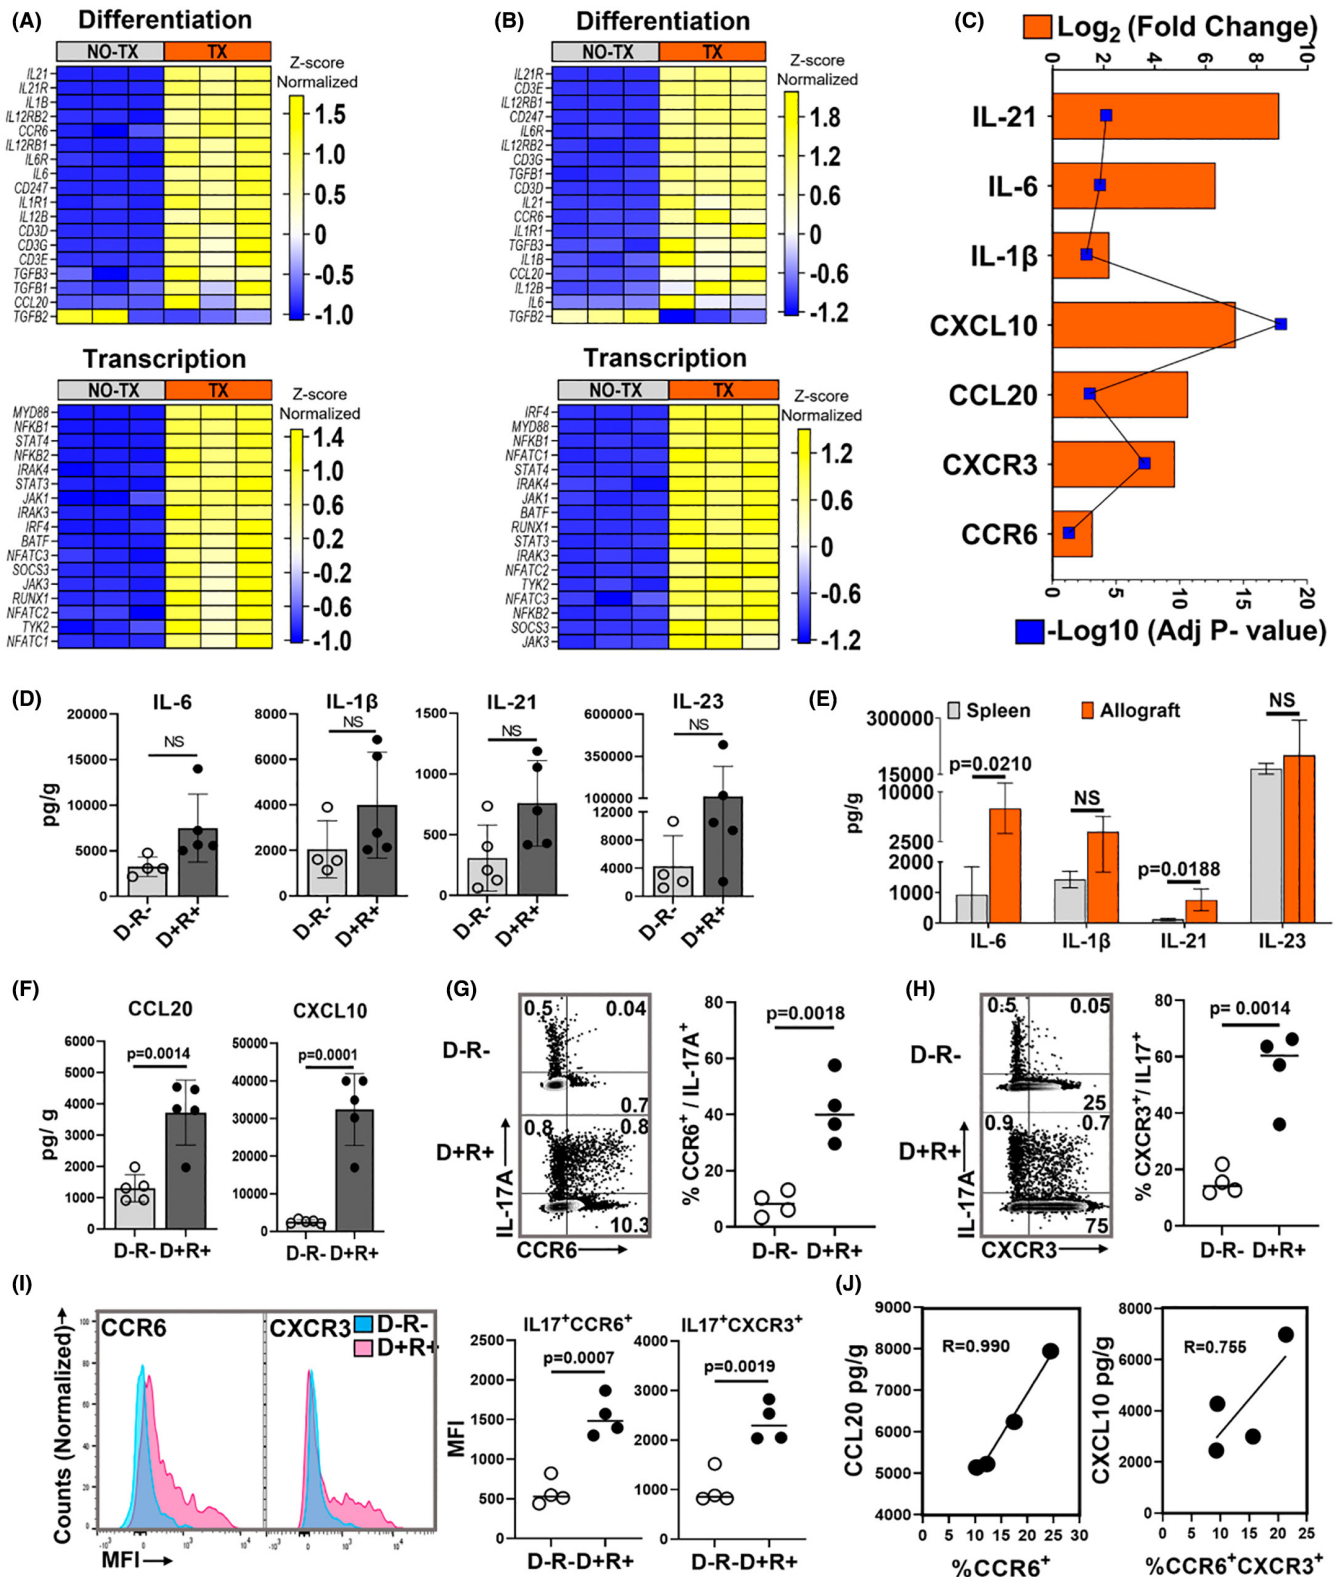 (A)
Differentiation
NO-TX TX
Z-score
Normalized
IL21
IL21R
IL1B
IL12RB2
CCR6
IL12RB1
IL6R
IL6
CD247
IL1R1
IL12B
CD3D
CD3G
CD3E
TGFB3
TGFB1
CCL20
TGFB2
1.5
1.0
0.5
0
-0.5
-1.0
Transcription
NO-TX TX
Z-score
Normalized
MYD88
NFKB1
STAT4
NFKB2
IRAK4
STAT3
JAK1
IRAK3
IRF4
BATF
NFATC3
SOCS3
JAK3
RUNX1
NFATC2
TYK2
NFATC1
1.4
1.0
0.6
0.2
-0.2
-0.6
-1.0
(B)
Differentiation
NO-TX TX
Z-score
Normalized
IL21R
CD3E
IL12RB1
CD247
IL6R
IL12RB2
CD3G
TGFB1
CD3D
IL21
CCR6
IL1R1
TGFB3
IL1B
CCL20
IL12B
IL6
TGFB2
1.8
1.2
0.6
0
-0.6
-1.2
Transcription
NO-TX TX
Z-score
Normalized
IRF4
MYD88
NFKB1
NFATC1
STAT4
IRAK4
JAK1
BATF
RUNX1
STAT3
IRAK3
NFATC2
TYK2
NFATC3
NFKB2
SOCS3
JAK3
1.2
0.6
0
-0.6
-1.2
(C)
Log2 (Fold Change)
0 2 4 6 8 10
IL-21
IL-6
IL-1β
CXCL10
CCL20
CXCR3
CCR6
0 5 10 15 20
-Log10 (Adj P- value)
(D)
IL-6
NS
pg/g
20000
15000
10000
5000
0
D-R- D+R+
IL-1β
NS
8000
6000
4000
2000
0
D-R- D+R+
IL-21
NS
1500
1000
500
0
D-R- D+R+
IL-23
NS
600000
350000
100000
12000
8000
4000
0
D-R- D+R+
(E)
Spleen Allograft
pg/g
300000
15000
10000
2500
2000
1000
0
p=0.0210
NS
p=0.0188
NS
IL-6 IL-1β IL-21 IL-23
(F)
CCL20
p=0.0014
pg/ g
6000
5000
4000
3000
2000
1000
0
D-R- D+R+
CXCL10
p=0.0001
50000
40000
30000
20000
10000
0
D-R- D+R+
(G)
D-R-
0.5 0.04
0.7
D+R+
0.8 0.8
10.3
IL-17A
CCR6
% CCR6+ / IL-17A+
80
60
40
20
0
p=0.0018
D-R- D+R+
(H)
D-R-
0.5 0.05
25
D+R+
0.9 0.7
75
IL-17A
CXCR3
% CXCR3+/ IL17+
80
60
40
20
0
p= 0.0014
D-R- D+R+
(I)
Counts (Normalized)
CCR6
CXCR3
D-R-
D+R+
100
80
60
40
20
0
-10³ 0 10³ 10⁴
-10³ 0 10³ 10⁴
MFI
IL17+CCR6+
p=0.0007
MFI
2500
2000
1500
1000
500
0
D-R- D+R+
IL17+CXCR3+
p=0.0019
4000
3000
2000
1000
0
D-R- D+R+
(J)
R=0.990
CCL20 pg/g
9000
8000
7000
6000
5000
4000
0 5 10 15 20 25 30
%CCR6+
R=0.755
CXCL10 pg/g
8000
6000
4000
2000
0
0 5 10 15 20 25
%CCR6+CXCR3+